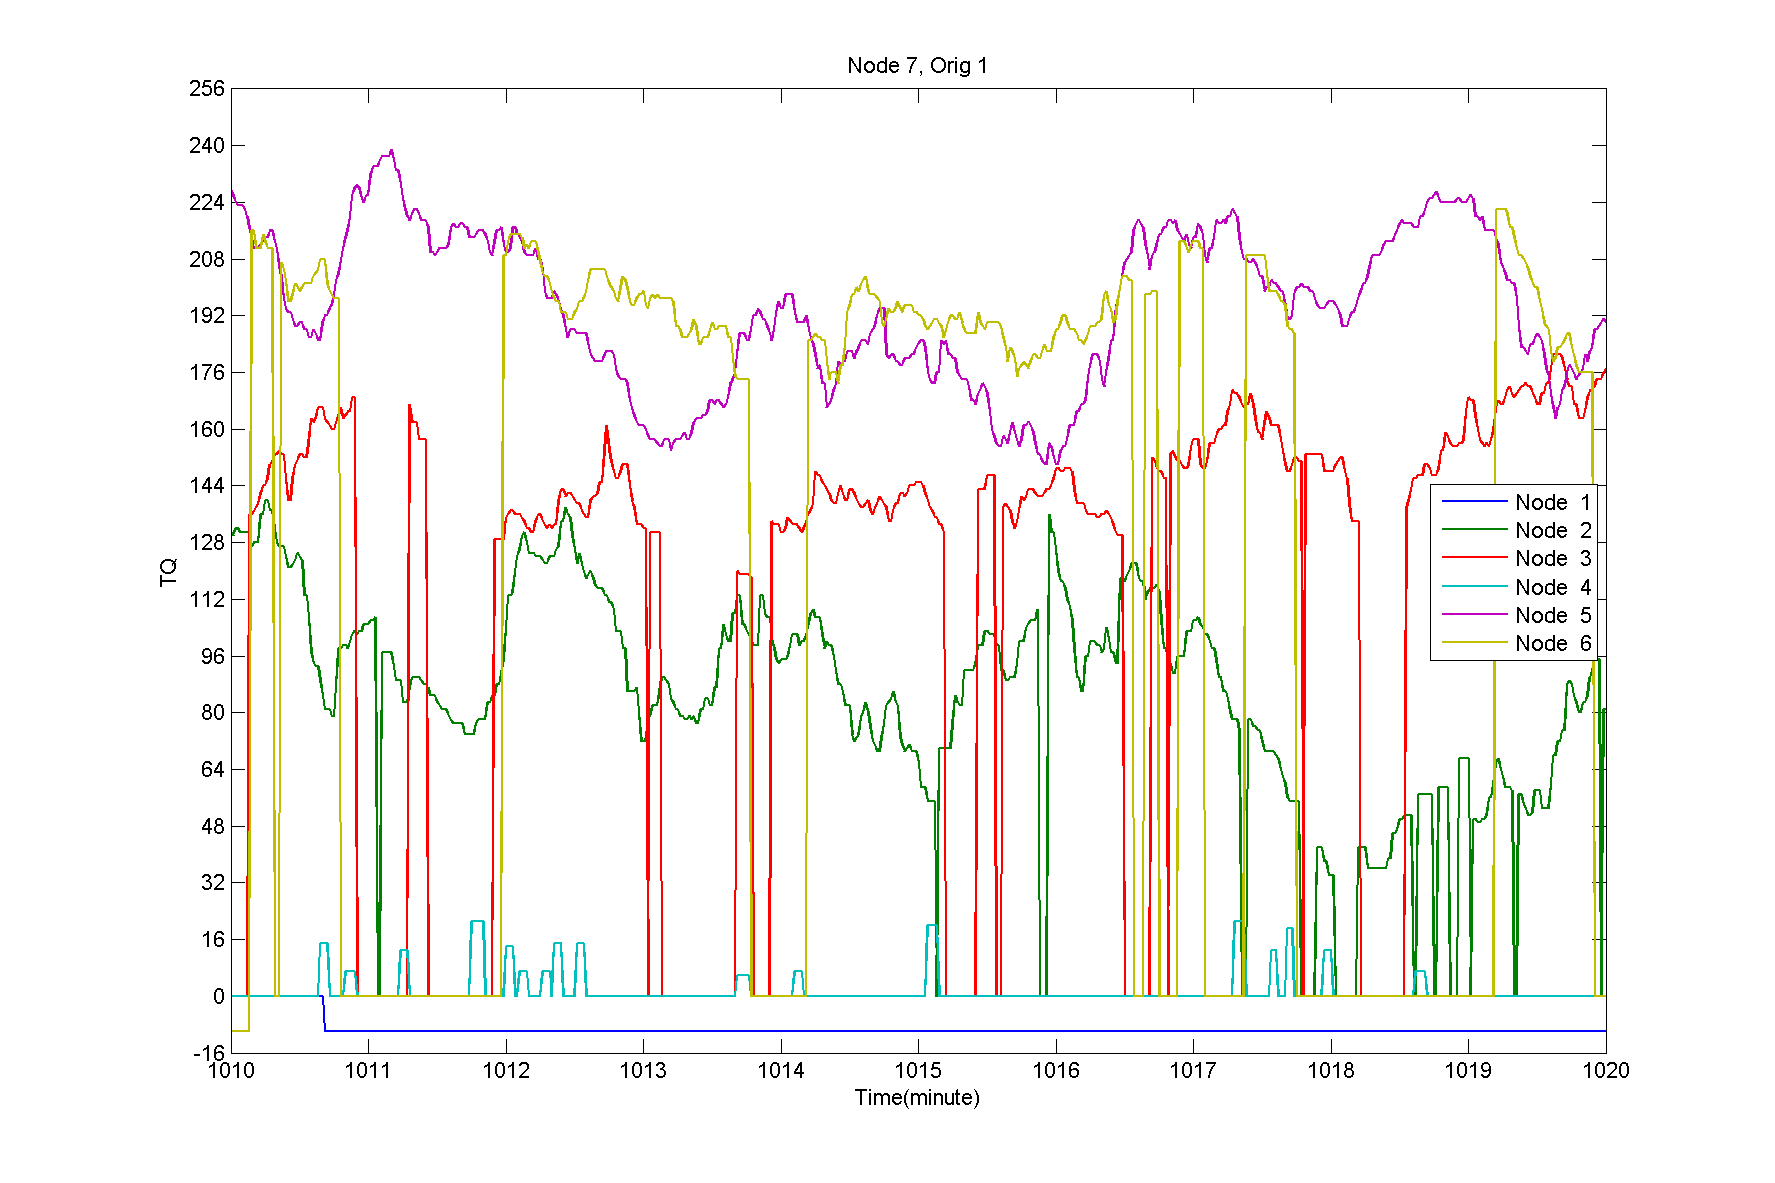 Node 7, Orig 1
256
240
224
208
192
176
160
144
128
112
96
80
64
48
32
16
0
-16
TQ
Node 1
Node 2
Node 3
Node 4
Node 5
Node 6
1010 1011 1012 1013 1014 1015 1016 1017 1018 1019 1020
Time(minute)